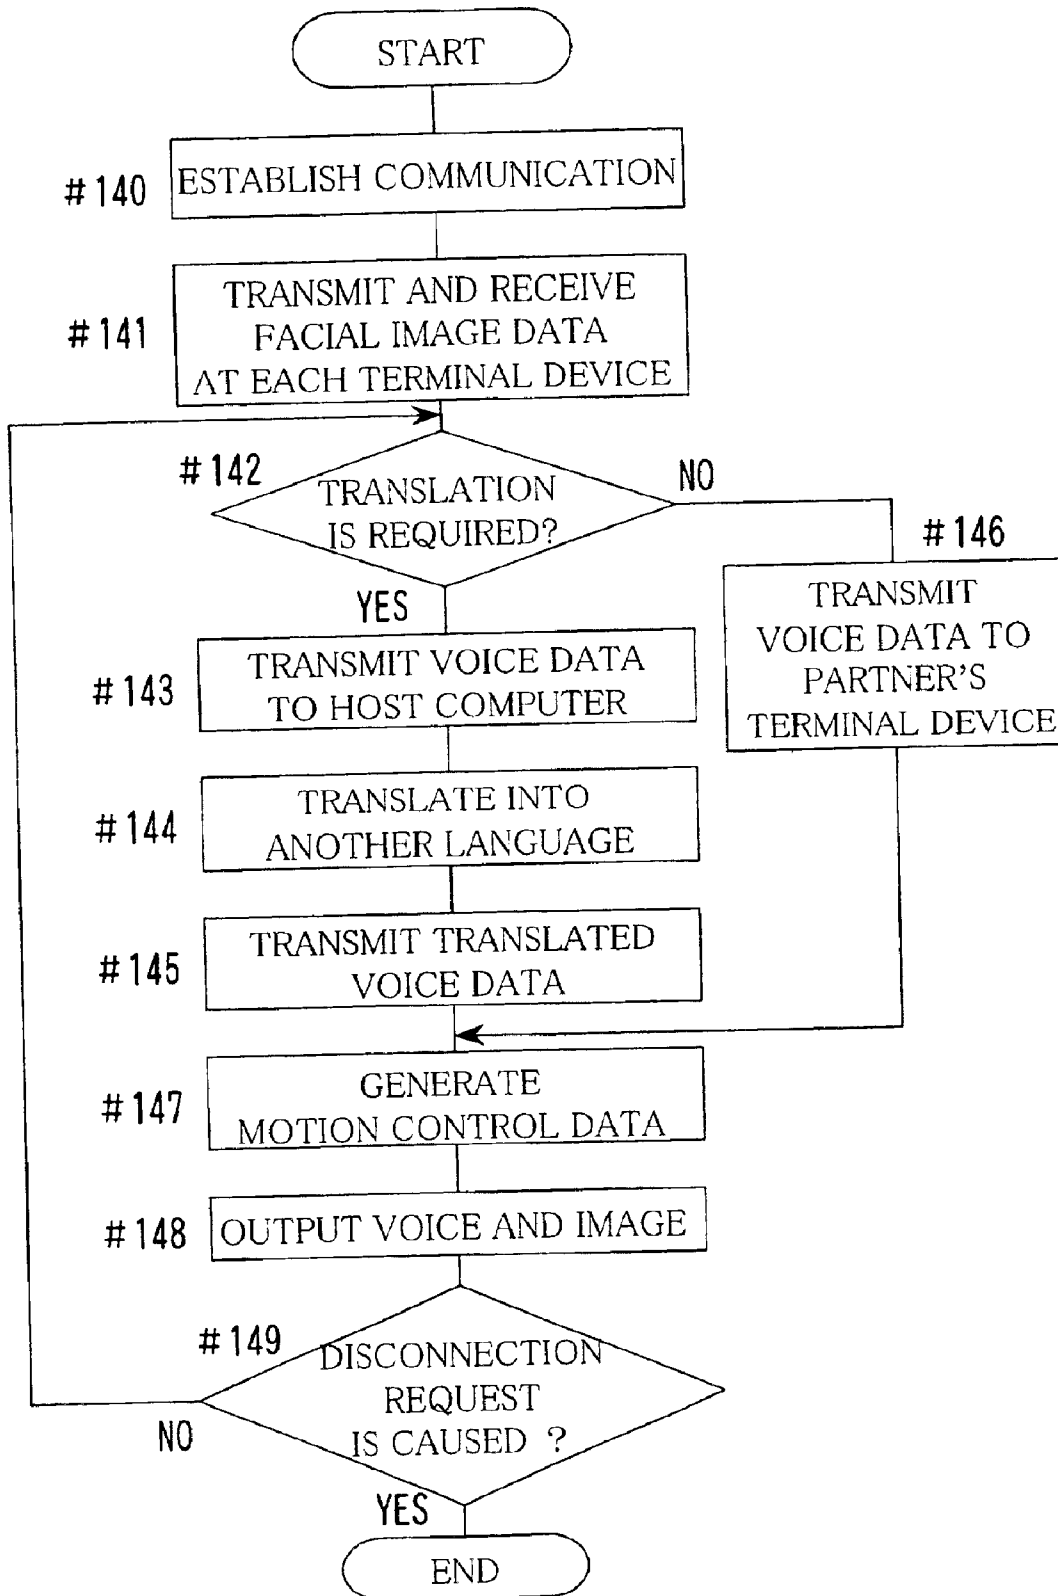 START
#140
ESTABLISH COMMUNICATION
#141
TRANSMIT AND RECEIVE
FACIAL IMAGE DATA
AT EACH TERMINAL DEVICE
#142
TRANSLATION
IS REQUIRED?
NO
YES
#146
TRANSMIT
VOICE DATA TO
PARTNER'S
TERMINAL DEVICE
#143
TRANSMIT VOICE DATA
TO HOST COMPUTER
#144
TRANSLATE INTO
ANOTHER LANGUAGE
#145
TRANSMIT TRANSLATED
VOICE DATA
#147
GENERATE
MOTION CONTROL DATA
#148
OUTPUT VOICE AND IMAGE
#149
DISCONNECTION
REQUEST
IS CAUSED ?
NO
YES
END